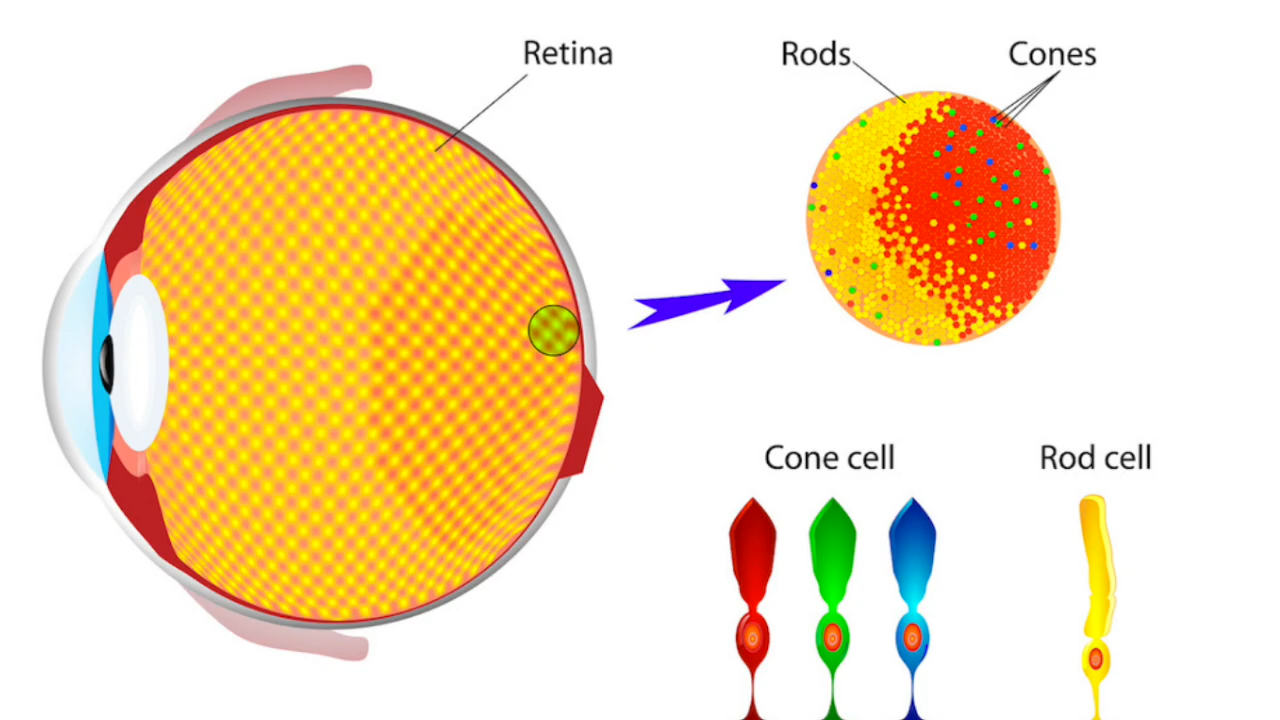 Retina
Rods
Cones
Cone cell
Rod cell